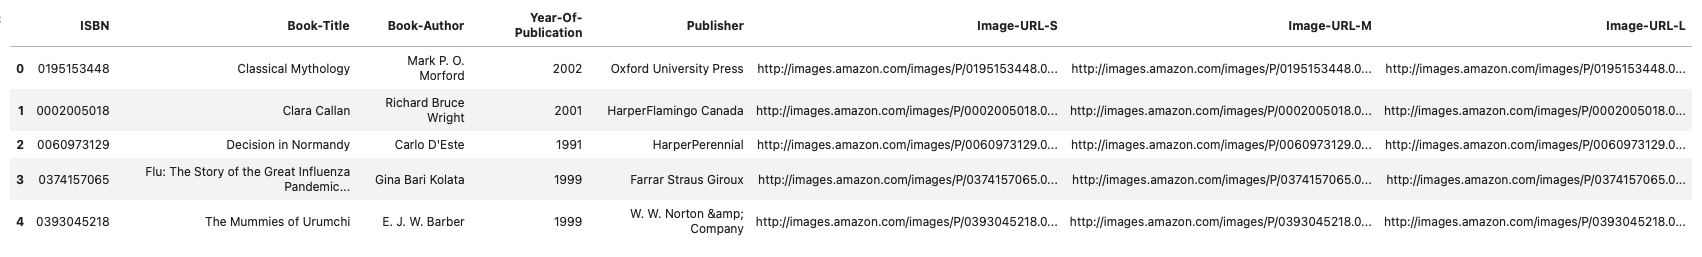 ISBN Book-Title Book-Author Year-Of-Publication Publisher Image-URL-S Image-URL-M Image-URL-L
0 0195153448 Classical Mythology Mark P. O. Morford 2002 Oxford University Press http://images.amazon.com/images/P/0195153448.0... http://images.amazon.com/images/P/0195153448.0... http://images.amazon.com/images/P/0195153448.0...
1 0002005018 Clara Callan Richard Bruce Wright 2001 HarperFlamingo Canada http://images.amazon.com/images/P/0002005018.0... http://images.amazon.com/images/P/0002005018.0... http://images.amazon.com/images/P/0002005018.0...
2 0060973129 Decision in Normandy Carlo D'Este 1991 HarperPerennial http://images.amazon.com/images/P/0060973129.0... http://images.amazon.com/images/P/0060973129.0... http://images.amazon.com/images/P/0060973129.0...
3 0374157065 Flu: The Story of the Great Influenza Pandemic... Gina Bari Kolata 1999 Farrar Straus Giroux http://images.amazon.com/images/P/0374157065.0... http://images.amazon.com/images/P/0374157065.0... http://images.amazon.com/images/P/0374157065.0...
4 0393045218 The Mummies of Urumchi E. J. W. Barber 1999 W. W. Norton &amp; Company http://images.amazon.com/images/P/0393045218.0... http://images.amazon.com/images/P/0393045218.0... http://images.amazon.com/images/P/0393045218.0...